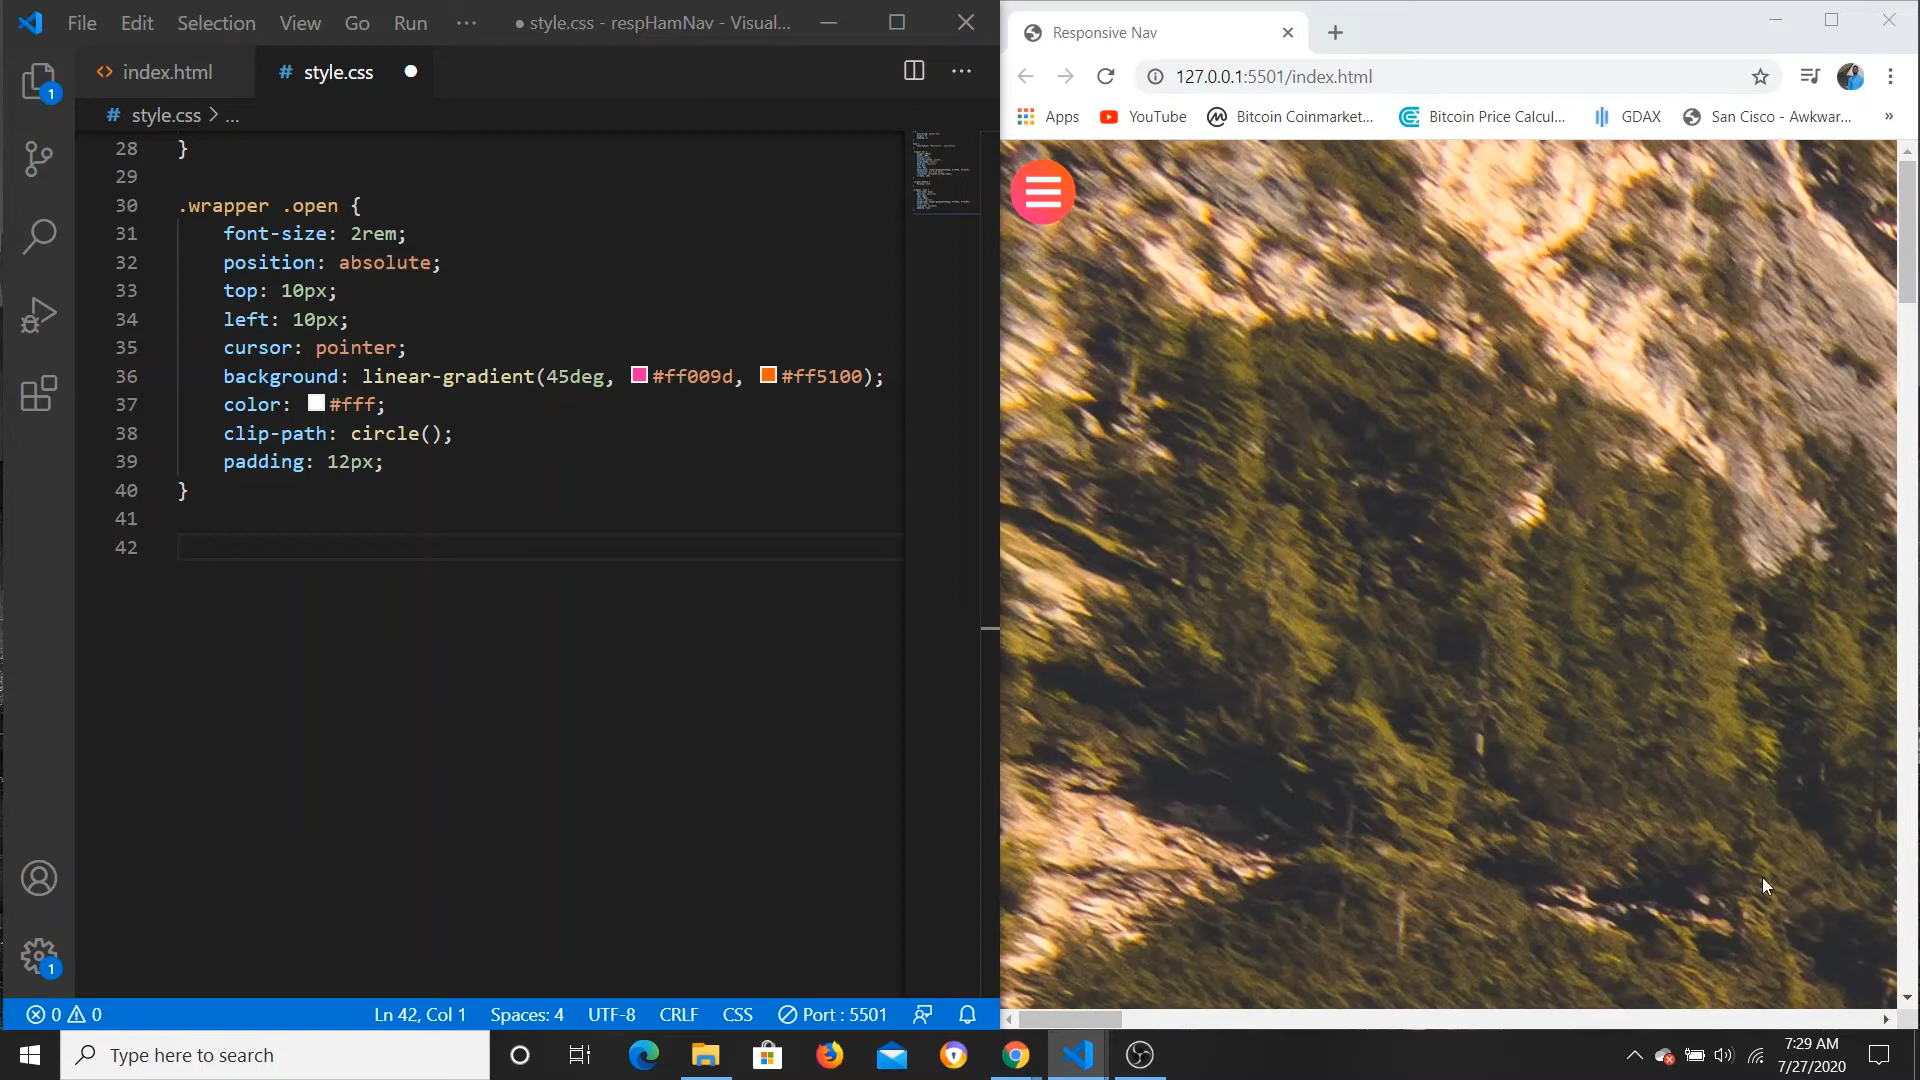 File Edit Selection View Go Run ··· ● style.css - respHamNav - Visual...
index.html style.css
style.css > ...
28 }
29
30 .wrapper .open {
31 font-size: 2rem;
32 position: absolute;
33 top: 10px;
34 left: 10px;
35 cursor: pointer;
36 background: linear-gradient(45deg, #ff009d, #ff5100);
37 color: #fff;
38 clip-path: circle();
39 padding: 12px;
40 }
41
42
1
1
0 0 Ln 42, Col 1 Spaces: 4 UTF-8 CRLF CSS Port : 5501
Responsive Nav
127.0.0.1:5501/index.html
Apps YouTube Bitcoin Coinmarket... Bitcoin Price Calcul... GDAX San Cisco - Awkwar... »
Type here to search
7:29 AM
7/27/2020